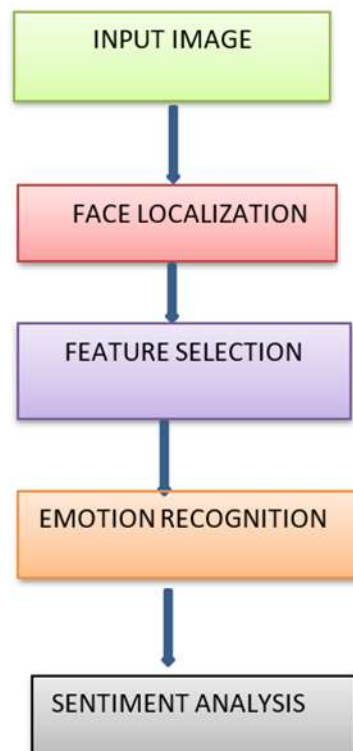 INPUT IMAGE
FACE LOCALIZATION
FEATURE SELECTION
EMOTION RECOGNITION
SENTIMENT ANALYSIS